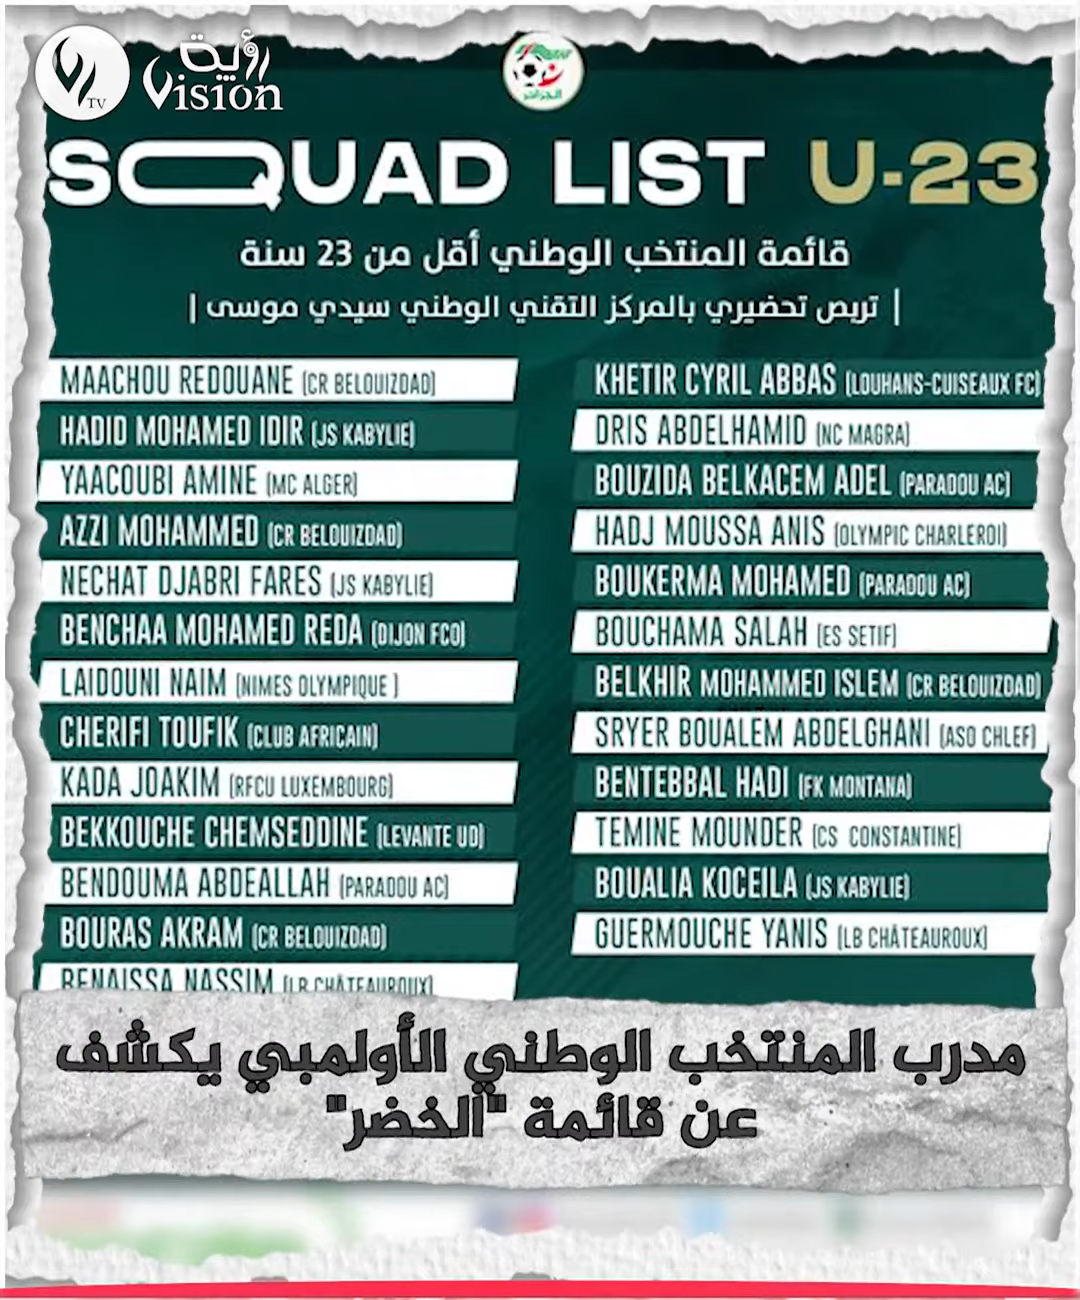 رؤية
Vision
TV
الجزائر
SQUAD LIST U-23
قائمة المنتخب الوطني أقل من 23 سنة
| تربص تحضيري بالمركز التقني الوطني سيدي موسى |
MAACHOU REDOUANE (CR BELOUIZDAD)
HADID MOHAMED IDIR (JS KABYLIE)
YAACOUBI AMINE (MC ALGER)
AZZI MOHAMMED (CR BELOUIZDAD)
NECHAT DJABRI FARES (JS KABYLIE)
BENCHAA MOHAMED REDA (DIJON FCO)
LAIDOUNI NAIM (NIMES OLYMPIQUE )
CHERIFI TOUFIK (CLUB AFRICAIN)
KADA JOAKIM (RFCU LUXEMBOURG)
BEKKOUCHE CHEMSEDDINE (LEVANTE UD)
BENDOUMA ABDEALLAH (PARADOU AC)
BOURAS AKRAM (CR BELOUIZDAD)
BENAISSA NASSIM (LB CHÂTEAUROUX)
KHETIR CYRIL ABBAS (LOUHANS-CUISEAUX FC)
DRIS ABDELHAMID (NC MAGRA)
BOUZIDA BELKACEM ADEL (PARADOU AC)
HADJ MOUSSA ANIS (OLYMPIC CHARLEROI)
BOUKERMA MOHAMED (PARADOU AC)
BOUCHAMA SALAH (ES SETIF)
BELKHIR MOHAMMED ISLEM (CR BELOUIZDAD)
SRYER BOUALEM ABDELGHANI (ASO CHLEF)
BENTEBBAL HADI (FK MONTANA)
TEMINE MOUNDER (CS CONSTANTINE)
BOUALIA KOCEILA (JS KABYLIE)
GUERMOUCHE YANIS (LB CHÂTEAUROUX)
مدرب المنتخب الوطني الأولمبي يكشف
عن قائمة "الخضر"